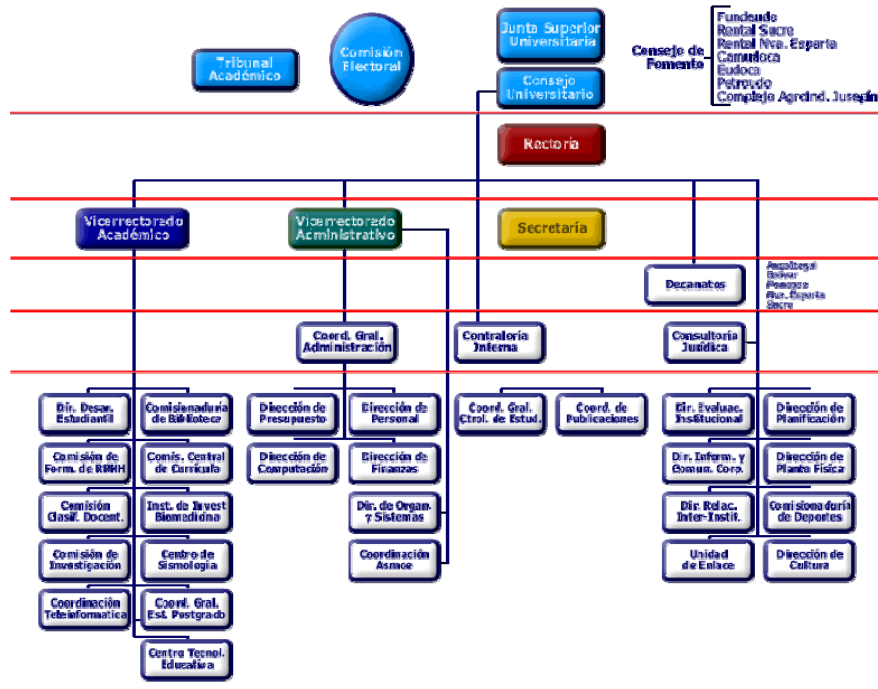 Tribunal
Académico
Comisión
Electoral
Junta Superior
Universitaria
Consejo
Universitario
Consejo de
Fomento
Fundeudo
Rental Sucre
Rental Nva. Esparta
Camudoca
Eudoca
Petroudo
Complejo Agroind. Jusepín
Rectoría
Vicerrectorado
Académico
Vicerrectorado
Administrativo
Secretaría
Decanatos
Anzoátegui
Bolívar
Monagas
Nva. Esparta
Sucre
Coord. Gral.
Administración
Contraloría
Interna
Consultoría
Jurídica
Dir. Desar.
Estudiantil
Comisionaduría
de Biblioteca
Dirección de
Presupuesto
Dirección de
Personal
Coord. Gral.
Ctrol. de Estud.
Coord. de
Publicaciones
Dir. Evaluac.
Institucional
Dirección de
Planificación
Comisión de
Form. de RRHH
Comis. Central
de Currícula
Dirección de
Computación
Dirección de
Finanzas
Dir. Inform. y
Comun. Corp.
Dirección de
Planta Física
Comisión
Clasif. Docent.
Inst. de Invest
Biomedicina
Dir. de Organ.
y Sistemas
Dir. Relac.
Inter-Instit.
Comisionaduría
de Deportes
Comisión de
Investigación
Centro de
Sismología
Coordinación
Asmoe
Unidad
de Enlace
Dirección de
Cultura
Coordinación
Teleinformatica
Coord. Gral.
Est. Postgrado
Centro Tecnol.
Educativa